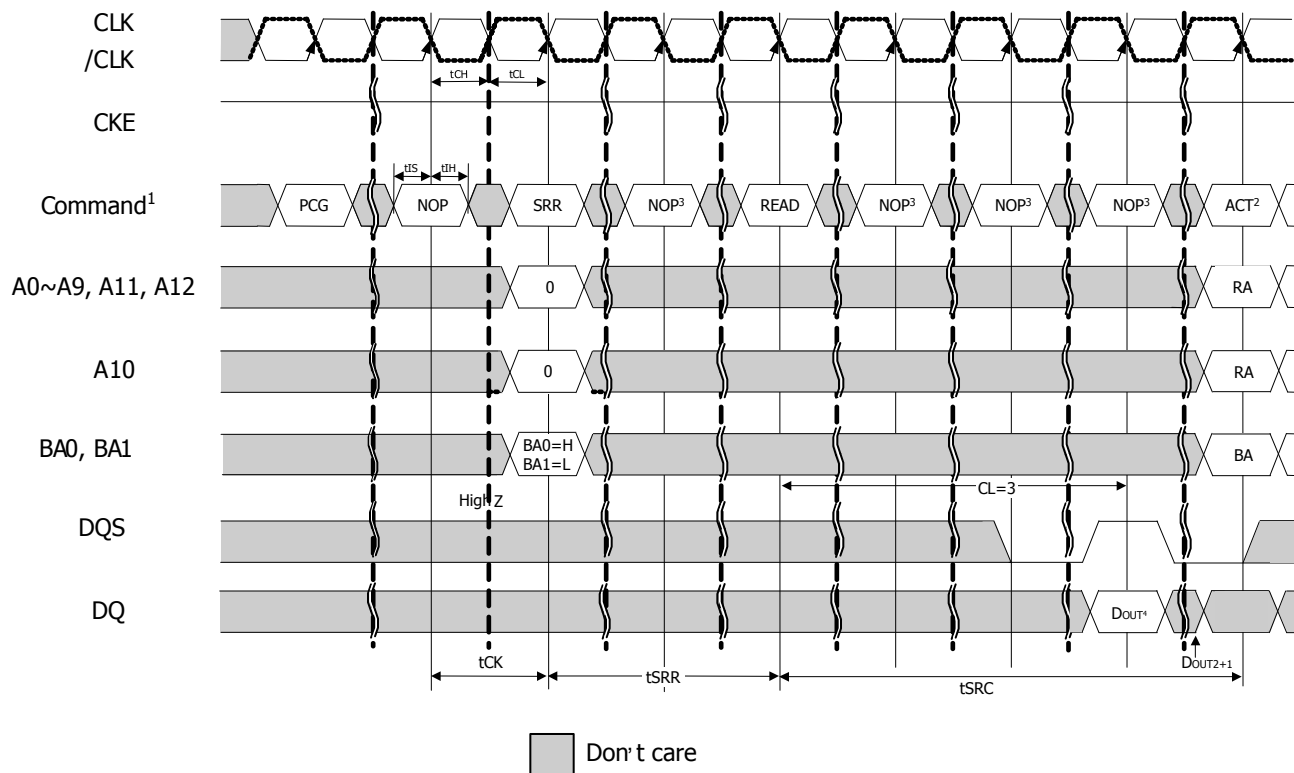 CLK
/CLK
tCH tCL
CKE
tIS tIH
Command1 PCG NOP SRR NOP3 READ NOP3 NOP3 NOP3 ACT2
A0~A9, A11, A12 0 RA
A10 0 RA
BA0, BA1 BA0=H BA
BA1=L
CL=3
High Z
DQS
DQ DOUT4
DOUT2+1
tCK tSRR tSRC
Don't care